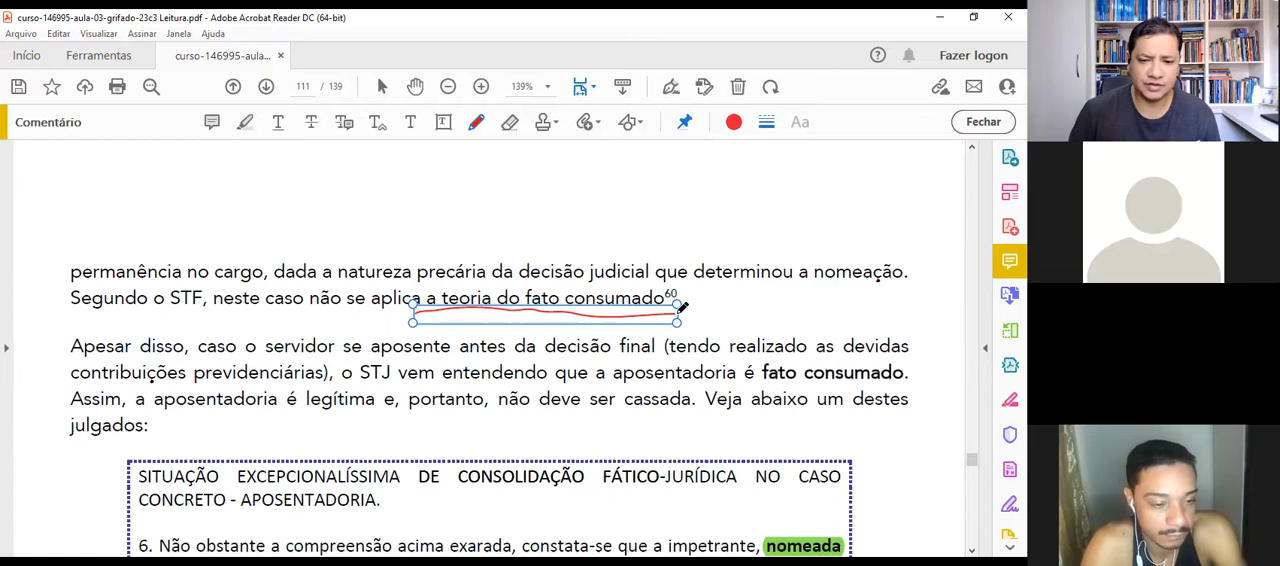 curso-146995-aula-03-grifado-23c3 Leitura.pdf - Adobe Acrobat Reader DC (64-bit)
Arquivo Editar Visualizar Assinar Janela Ajuda
Início Ferramentas curso-146995-aula... × Fazer logon
111 / 139 139%
Comentário Fechar
permanência no cargo, dada a natureza precária da decisão judicial que determinou a nomeação.
Segundo o STF, neste caso não se aplica a teoria do fato consumado60
Apesar disso, caso o servidor se aposente antes da decisão final (tendo realizado as devidas
contribuições previdenciárias), o STJ vem entendendo que a aposentadoria é fato consumado.
Assim, a aposentadoria é legítima e, portanto, não deve ser cassada. Veja abaixo um destes
julgados:
SITUAÇÃO EXCEPCIONALÍSSIMA DE CONSOLIDAÇÃO FÁTICO-JURÍDICA NO CASO
CONCRETO - APOSENTADORIA.
6. Não obstante a compreensão acima exarada, constata-se que a impetrante, nomeada